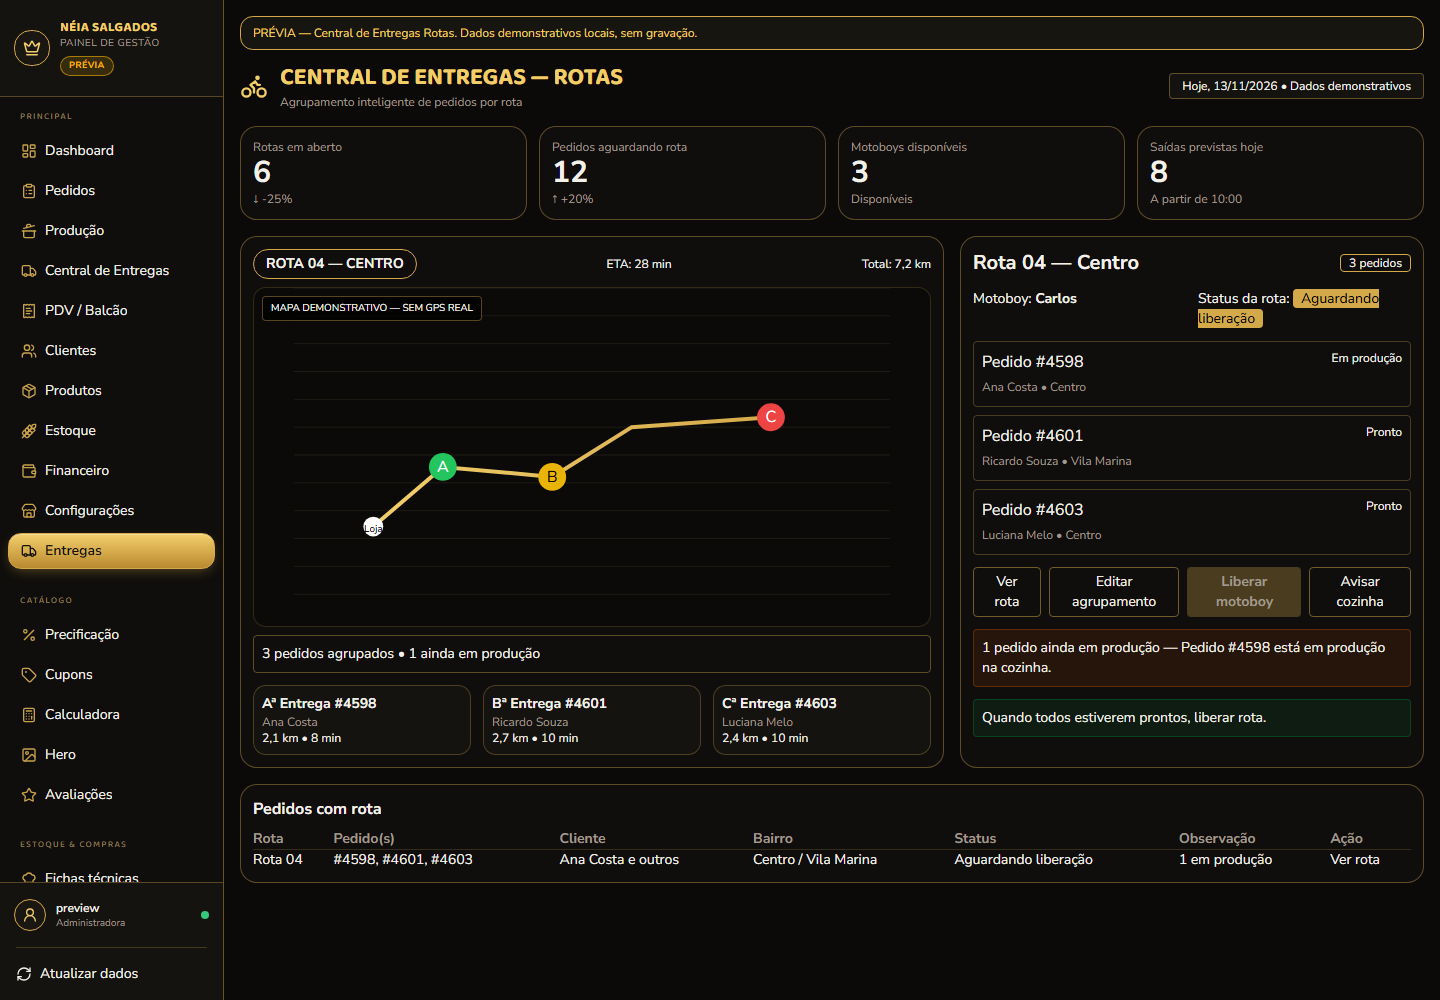 NÉIA SALGADOS
PAINEL DE GESTÃO
PRÉVIA
PRINCIPAL
Dashboard
Pedidos
Produção
Central de Entregas
PDV / Balcão
Clientes
Produtos
Estoque
Financeiro
Configurações
Entregas
CATÁLOGO
Precificação
Cupons
Calculadora
Hero
Avaliações
ESTOQUE & COMPRAS
Fichas técnicas
preview
Administradora
Atualizar dados
PRÉVIA — Central de Entregas Rotas. Dados demonstrativos locais, sem gravação.
CENTRAL DE ENTREGAS — ROTAS
Agrupamento inteligente de pedidos por rota
Hoje, 13/11/2026 • Dados demonstrativos
Rotas em aberto
6
↓ -25%
Pedidos aguardando rota
12
↑ +20%
Motoboys disponíveis
3
Disponíveis
Saídas previstas hoje
8
A partir de 10:00
ROTA 04 — CENTRO
ETA: 28 min
Total: 7,2 km
MAPA DEMONSTRATIVO — SEM GPS REAL
C
A
B
Loja
3 pedidos agrupados • 1 ainda em produção
Aª Entrega #4598
Ana Costa
2,1 km • 8 min
Bª Entrega #4601
Ricardo Souza
2,7 km • 10 min
Cª Entrega #4603
Luciana Melo
2,4 km • 10 min
Rota 04 — Centro
3 pedidos
Motoboy: Carlos
Status da rota: Aguardando
liberação
Pedido #4598
Em produção
Ana Costa • Centro
Pedido #4601
Pronto
Ricardo Souza • Vila Marina
Pedido #4603
Pronto
Luciana Melo • Centro
Ver
rota
Editar
agrupamento
Liberar
motoboy
Avisar
cozinha
1 pedido ainda em produção — Pedido #4598 está em produção
na cozinha.
Quando todos estiverem prontos, liberar rota.
Pedidos com rota
Rota Pedido(s) Cliente Bairro Status Observação Ação
Rota 04 #4598, #4601, #4603 Ana Costa e outros Centro / Vila Marina Aguardando liberação 1 em produção Ver rota